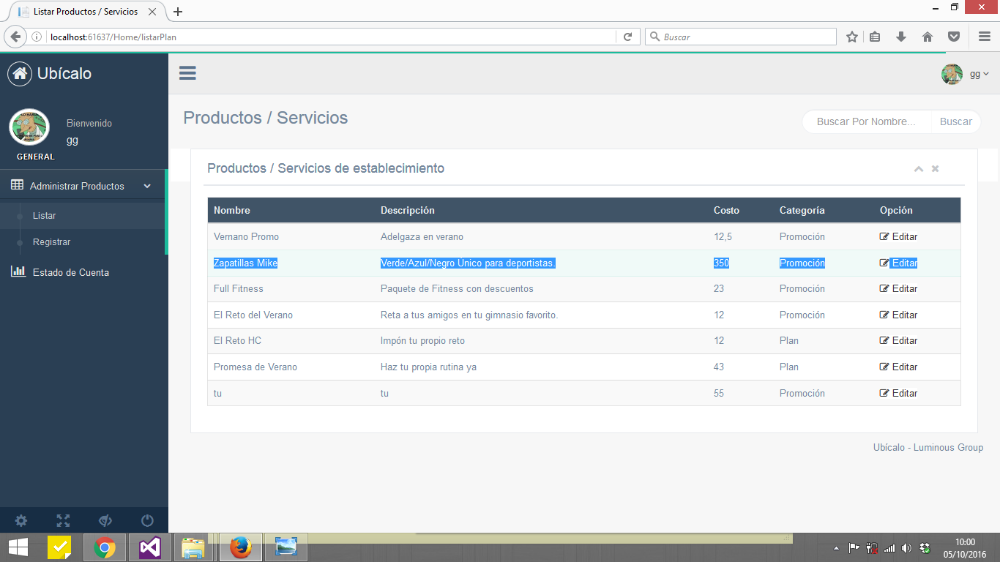 Listar Productos / Servicios
localhost:61637/Home/listarPlan
Buscar
Ubícalo
gg
Bienvenido
gg
GENERAL
Administrar Productos
Listar
Registrar
Estado de Cuenta
Productos / Servicios
Buscar Por Nombre... Buscar
Productos / Servicios de establecimiento
Nombre Descripción Costo Categoría Opción
Vernano Promo Adelgaza en verano 12,5 Promoción Editar
Zapatillas Mike Verde/Azul/Negro Unico para deportistas. 350 Promoción Editar
Full Fitness Paquete de Fitness con descuentos 23 Promoción Editar
El Reto del Verano Reta a tus amigos en tu gimnasio favorito. 12 Promoción Editar
El Reto HC Impón tu propio reto 12 Plan Editar
Promesa de Verano Haz tu propia rutina ya 43 Plan Editar
tu tu 55 Promoción Editar
Ubícalo - Luminous Group
10:00
05/10/2016